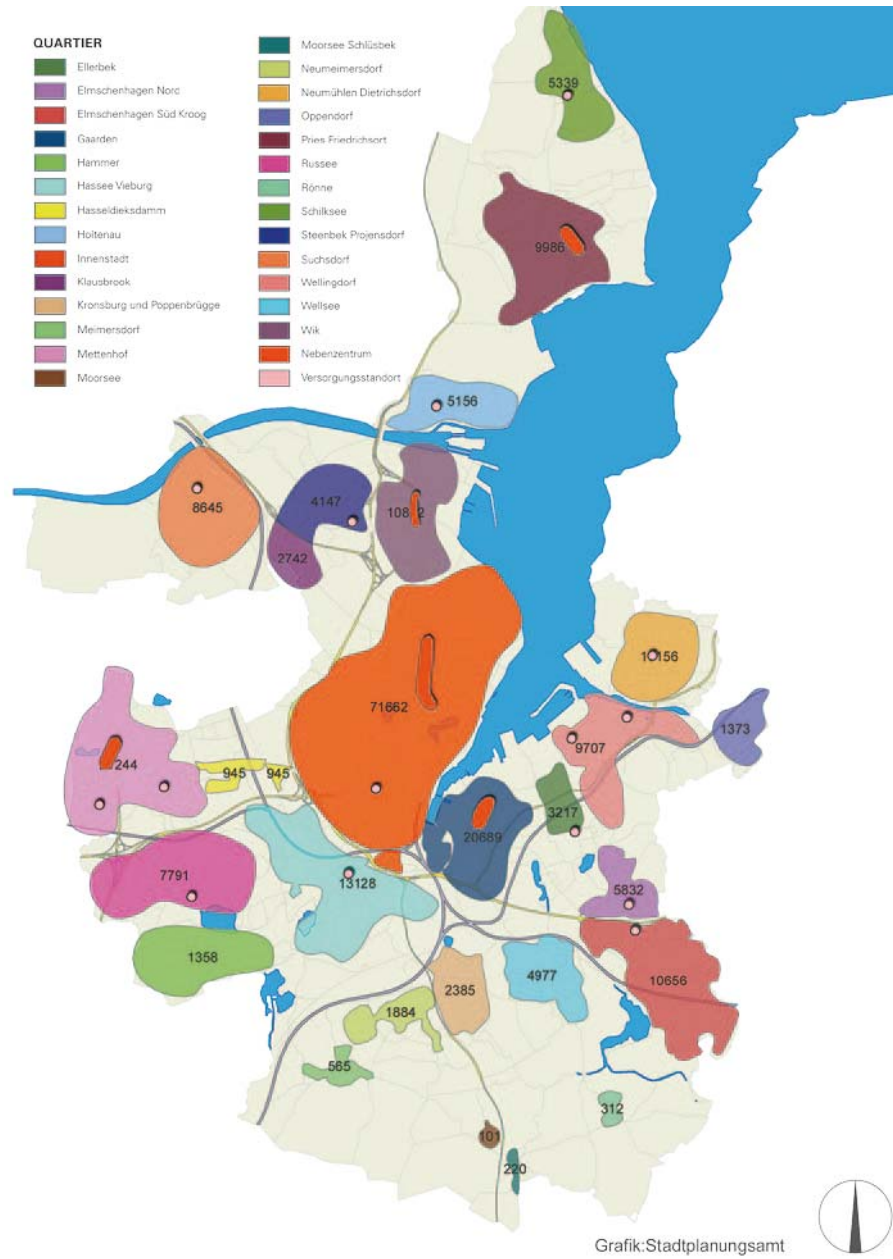 QUARTIER
Ellerbek
Elmschenhagen Nord
Elmschenhagen Süd Kroog
Gaarden
Hammer
Hassee Vieburg
Hasseldieksdamm
Holtenau
Innenstadt
Klausbrook
Kronsburg und Poppenbrügge
Meimersdorf
Mettenhof
Moorsee
Moorsee Schlüsbek
Neumeimersdorf
Neumühlen Dietrichsdorf
Oppendorf
Pries Friedrichsort
Russee
Rönne
Schilksee
Steenbek Projensdorf
Suchsdorf
Wellingdorf
Wellsee
Wik
Nebenzentrum
Versorgungsstandort
5339
9986
5156
8645
4147
2742
71662
1373
9707
244
945
945
3217
20689
7791
13128
5832
1358
10656
4977
2385
1884
565
312
101
220
Grafik:Stadtplanungsamt